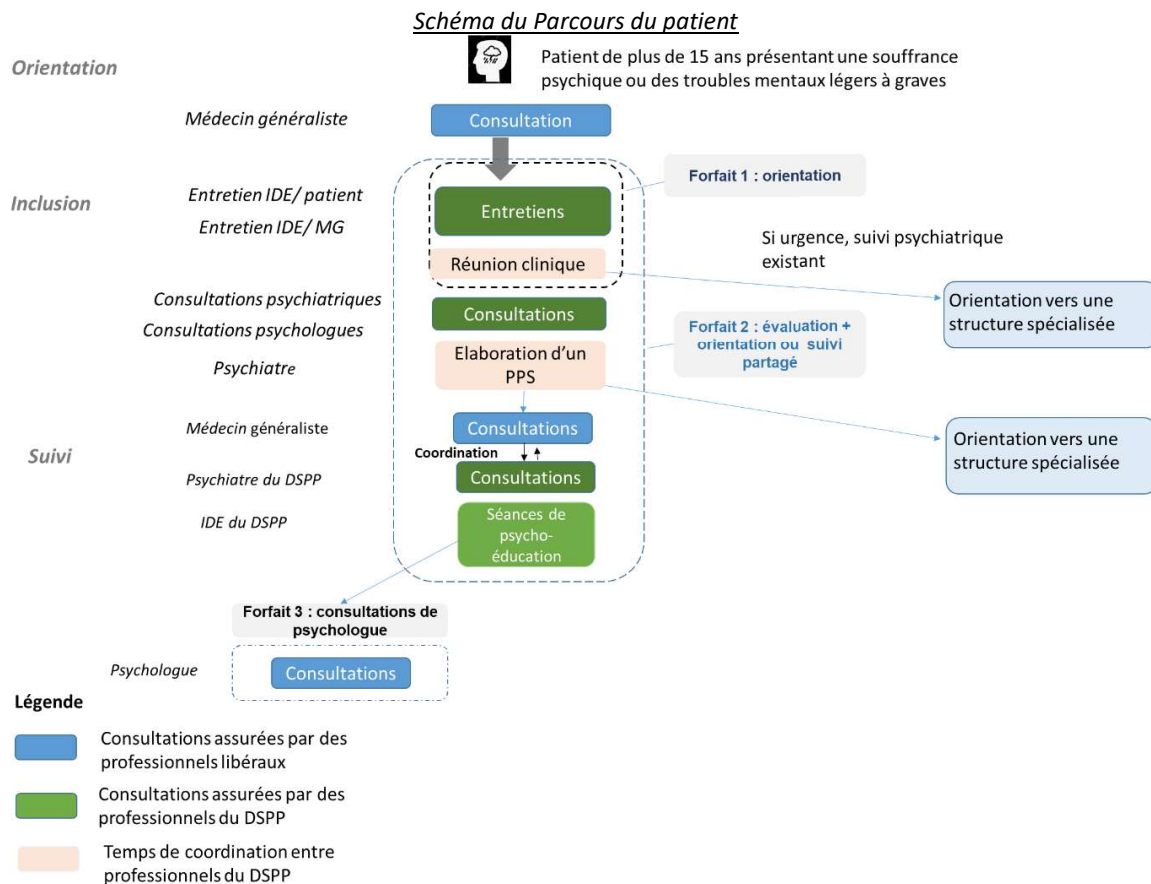 Schéma du Parcours du patient
Orientation
Patient de plus de 15 ans présentant une souffrance
psychique ou des troubles mentaux légers à graves
Médecin généraliste
Consultation
Forfait 1 : orientation
Inclusion
Entretien IDE/ patient
Entretien IDE/ MG
Entretiens
Si urgence, suivi psychiatrique
existant
Réunion clinique
Orientation vers une
structure spécialisée
Consultations psychiatriques
Consultations psychologues
Consultations
Forfait 2 : évaluation +
orientation ou suivi
partagé
Psychiatre
Elaboration d'un
PPS
Médecin généraliste
Consultations
Orientation vers une
structure spécialisée
Suivi
Coordination
Psychiatre du DSPP
Consultations
IDE du DSPP
Séances de
psycho-
éducation
Forfait 3 : consultations de
psychologue
Psychologue
Consultations
Légende
Consultations assurées par des
professionnels libéraux
Consultations assurées par des
professionnels du DSPP
Temps de coordination entre
professionnels du DSPP